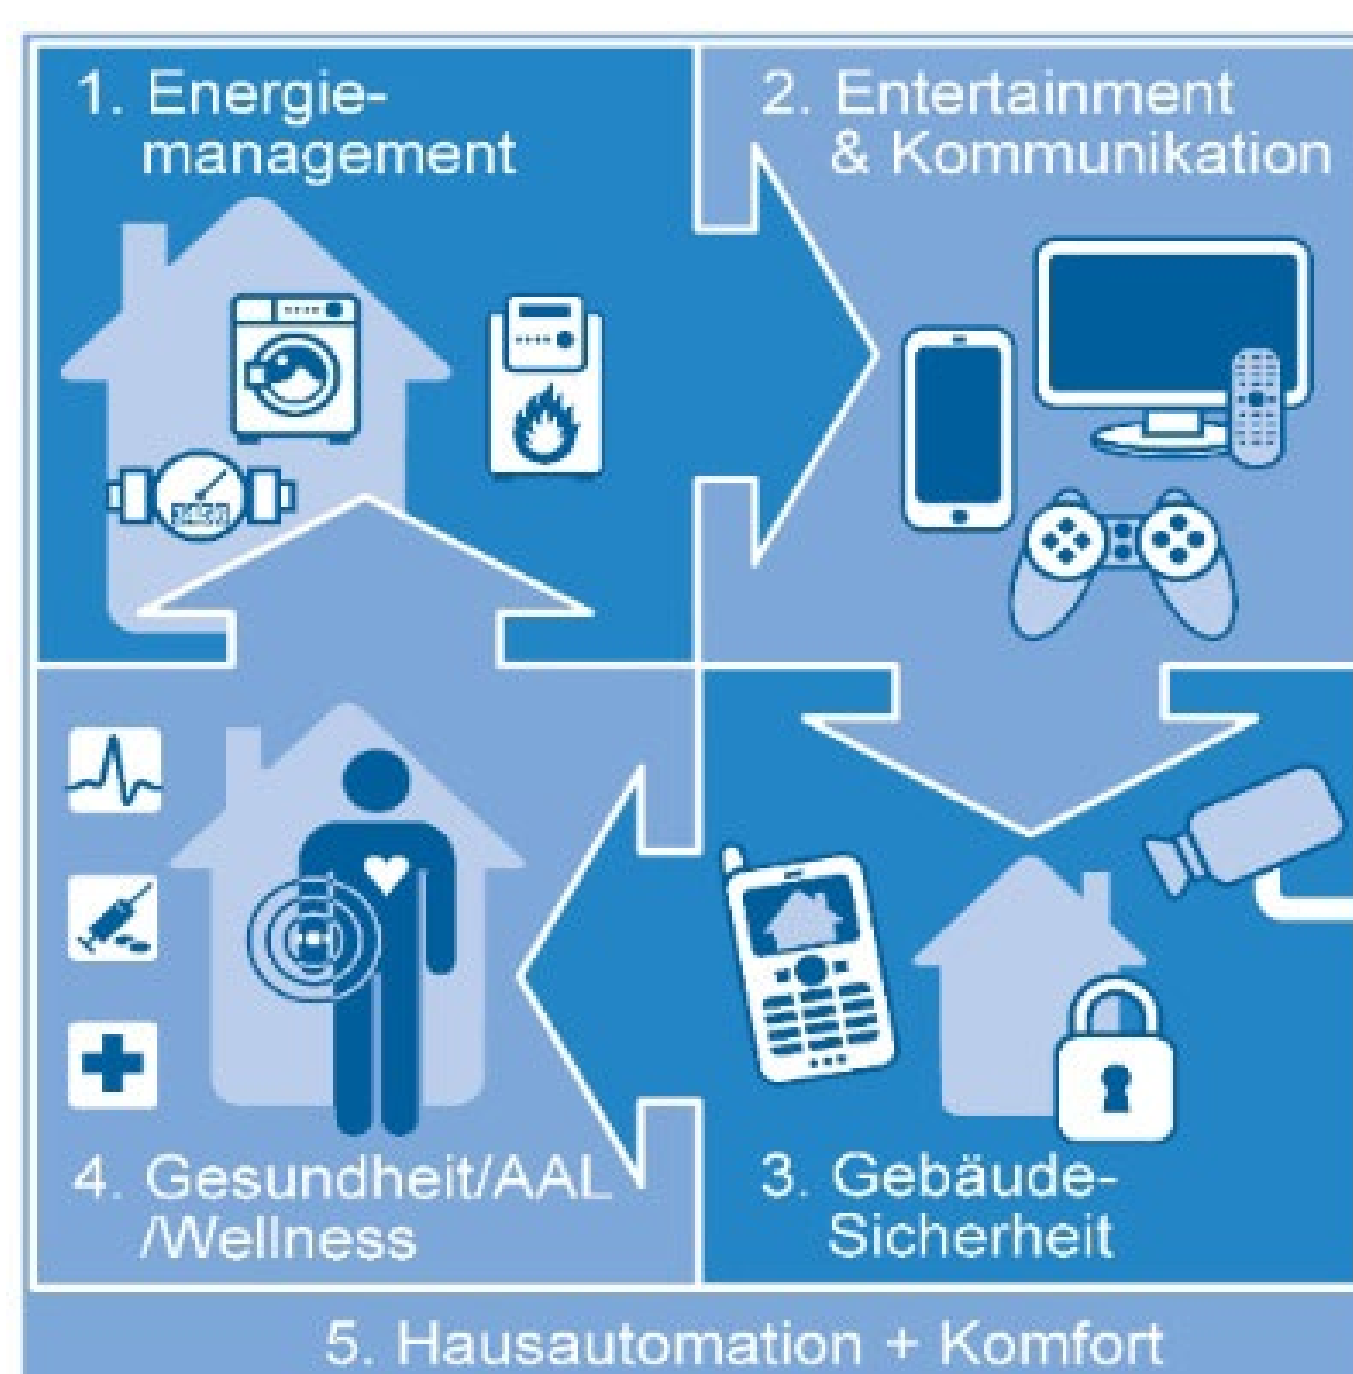 1. Energie-
management
2. Entertainment
& Kommunikation
3. Gebäude-
Sicherheit
4. Gesundheit/AAL
/Wellness
5. Hausautomation + Komfort